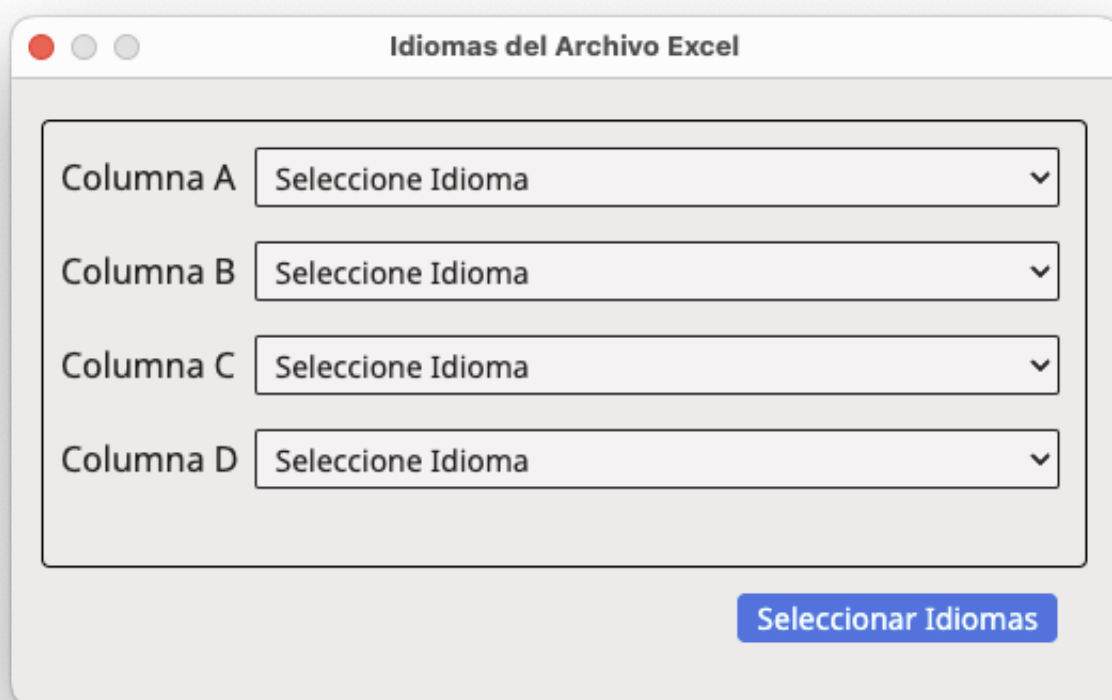 Idiomas del Archivo Excel
Columna A Seleccione Idioma
Columna B Seleccione Idioma
Columna C Seleccione Idioma
Columna D Seleccione Idioma
Seleccionar Idiomas